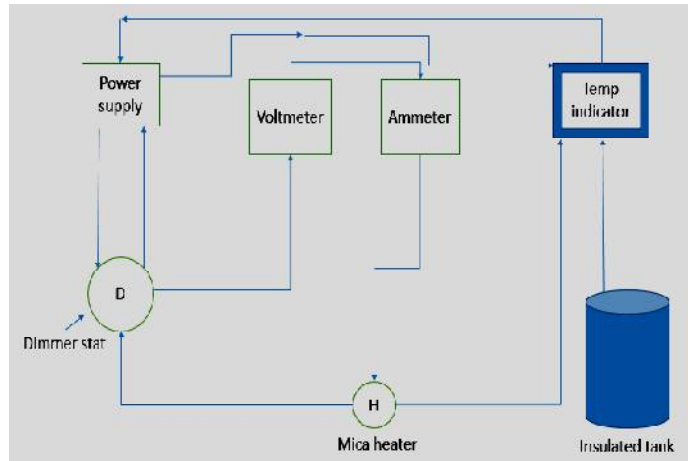 Power
supply
Voltmeter
Ammeter
Temp
indicator
D
Dimmer stat
H
Mica heater
Insulated tank